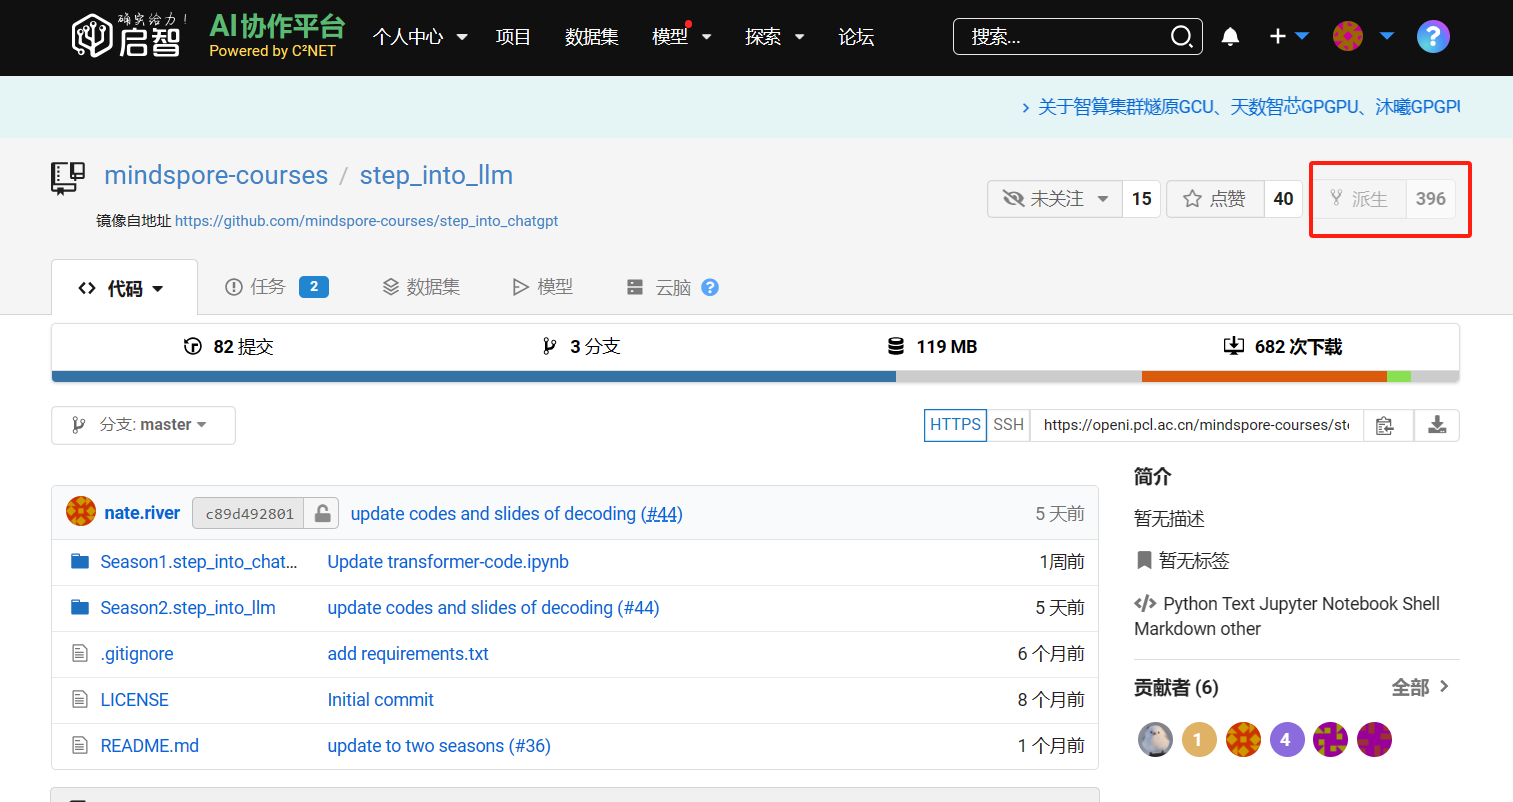 确实给力!
启智 AI协作平台
Powered by C²NET
个人中心 项目 数据集 模型 探索 论坛 搜索... + ?
关于智算集群燧原GCU、天数智芯GPGPU、沐曦GPGPU
mindspore-courses / step_into_llm
未关注 15 点赞 40 派生 396
镜像自地址 https://github.com/mindspore-courses/step_into_chatgpt
代码 任务 2 数据集 模型 云脑 ?
82 提交 3 分支 119 MB 682 次下载
分支: master HTTPS SSH https://openi.pcl.ac.cn/mindspore-courses/ste
nate.river c89d492801 update codes and slides of decoding (#44) 5 天前
Season1.step_into_chat... Update transformer-code.ipynb 1周前
Season2.step_into_llm update codes and slides of decoding (#44) 5 天前
.gitignore add requirements.txt 6 个月前
LICENSE Initial commit 8 个月前
README.md update to two seasons (#36) 1 个月前
简介
暂无描述
暂无标签
Python Text Jupyter Notebook Shell
Markdown other
贡献者 (6) 全部
1 4